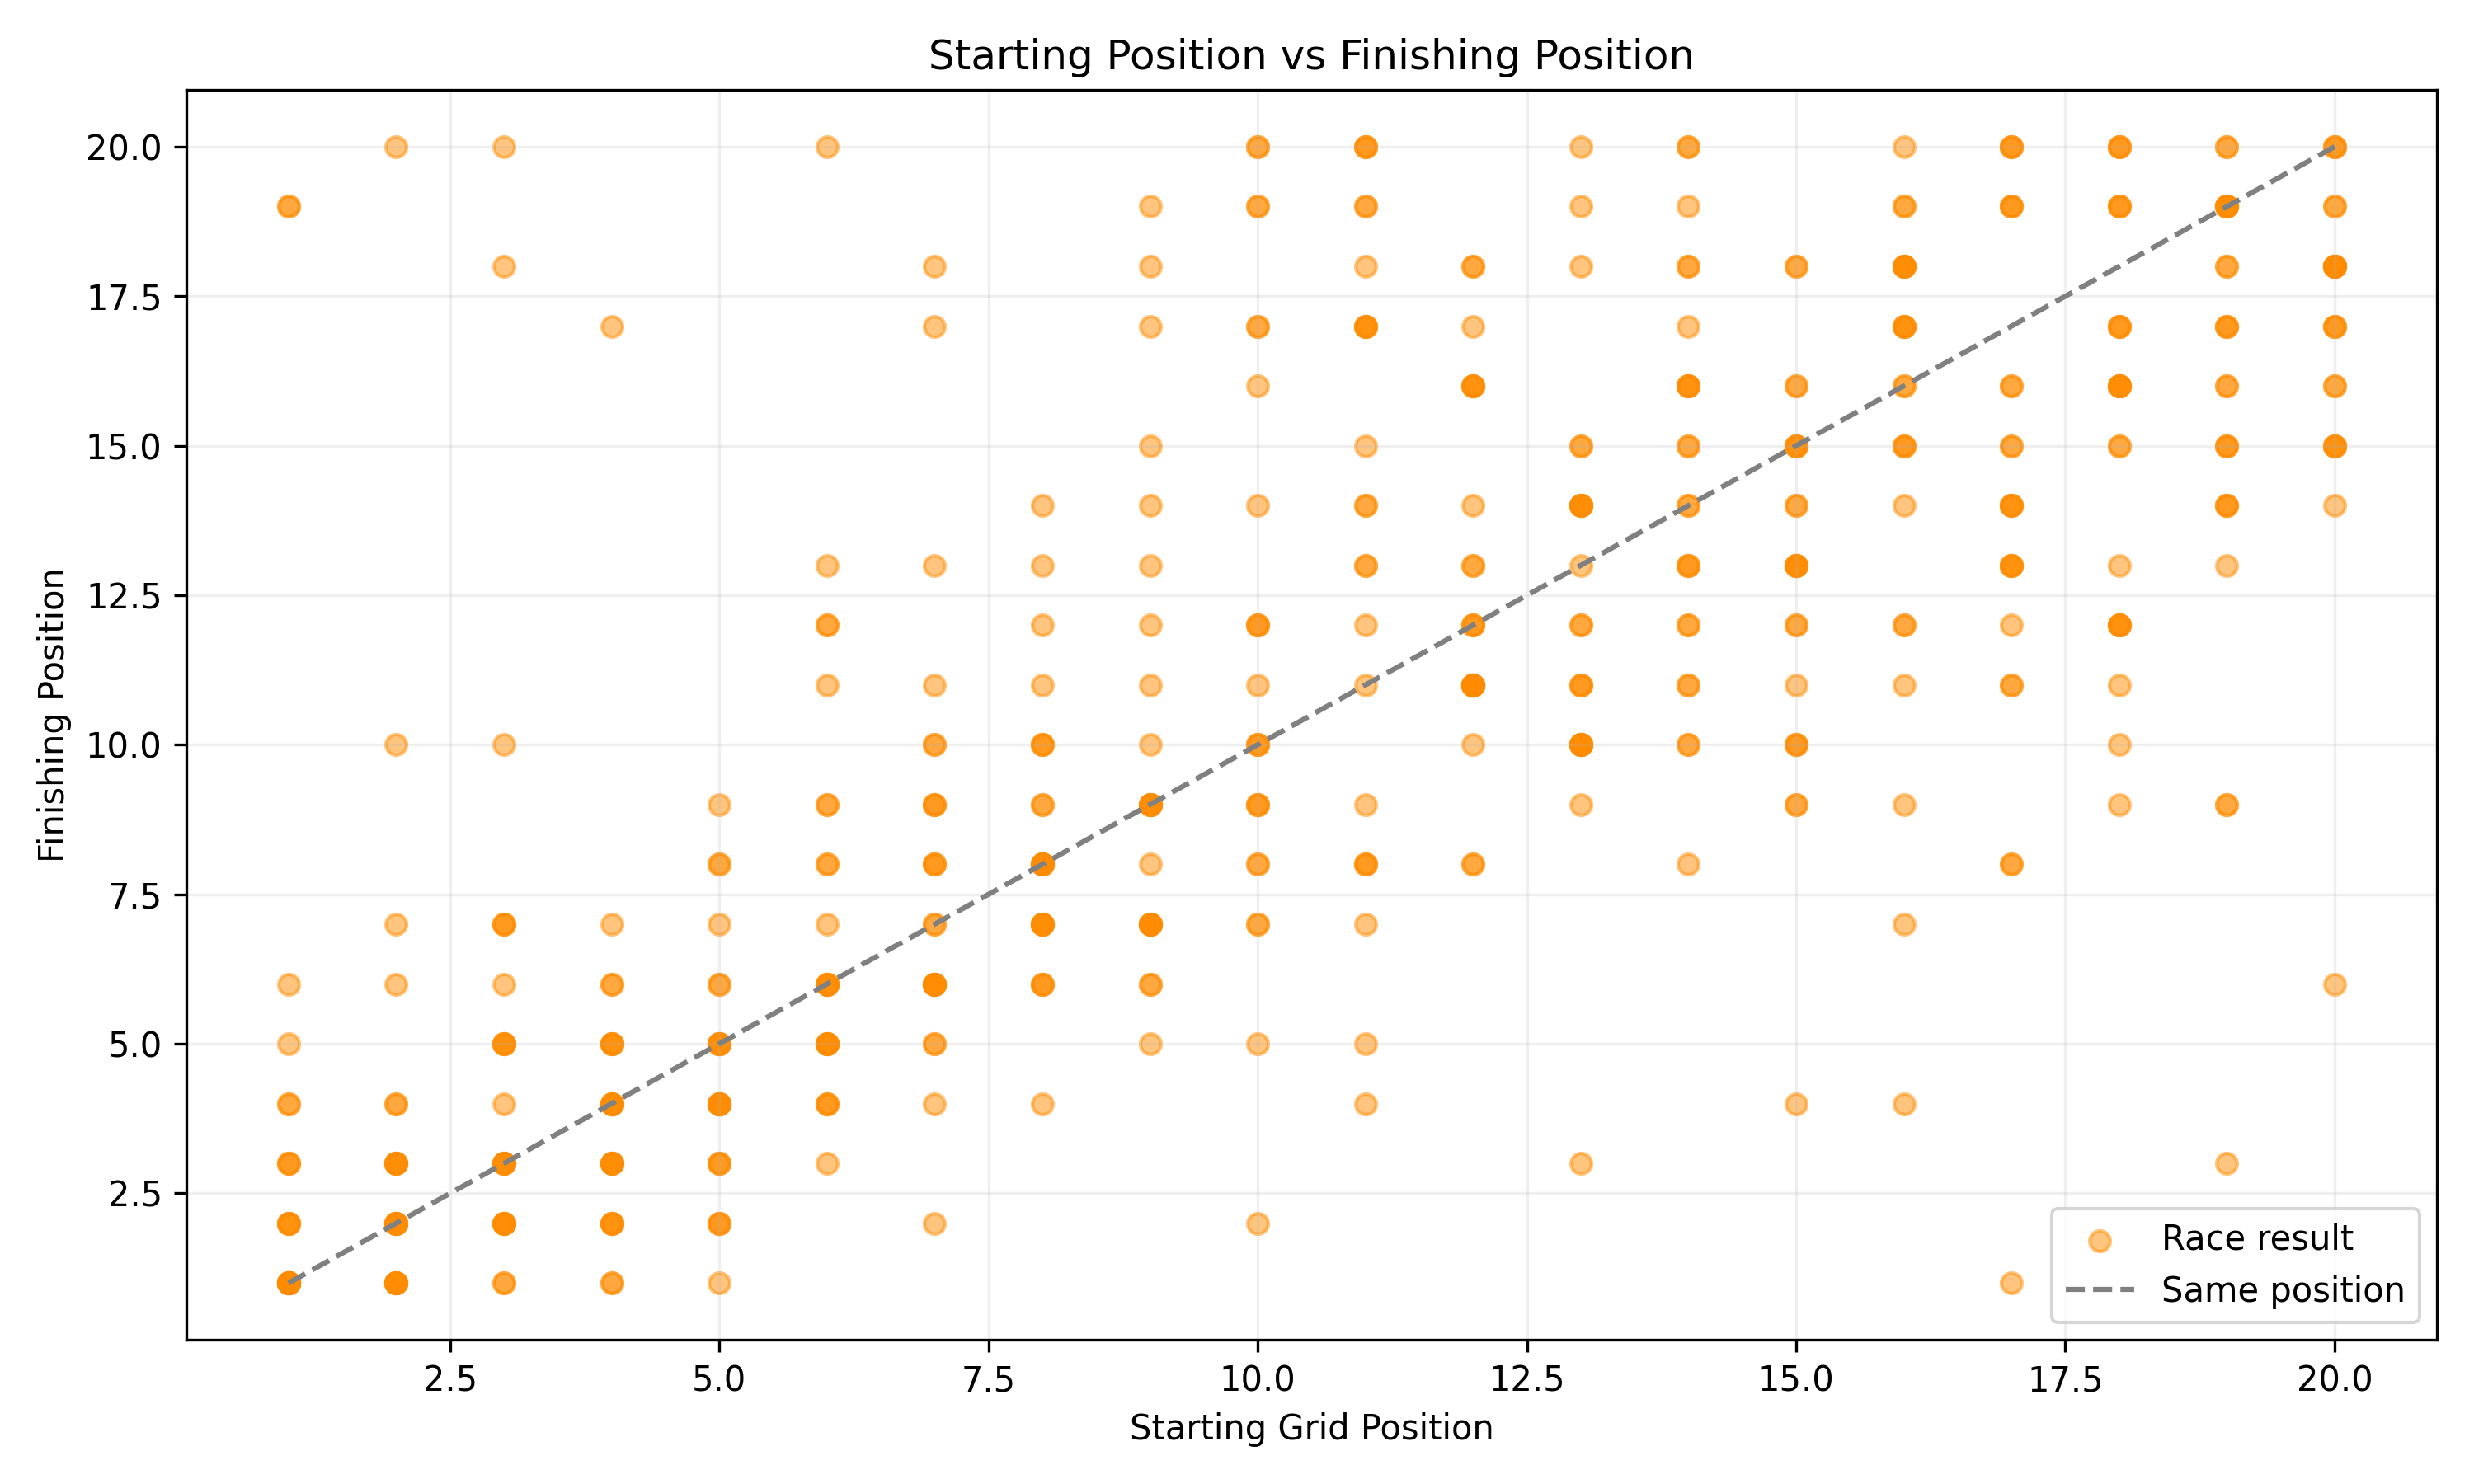 Starting Position vs Finishing Position
20.0
17.5
15.0
12.5
10.0
7.5
5.0
2.5
Finishing Position
Race result
Same position
2.5 5.0 7.5 10.0 12.5 15.0 17.5 20.0
Starting Grid Position